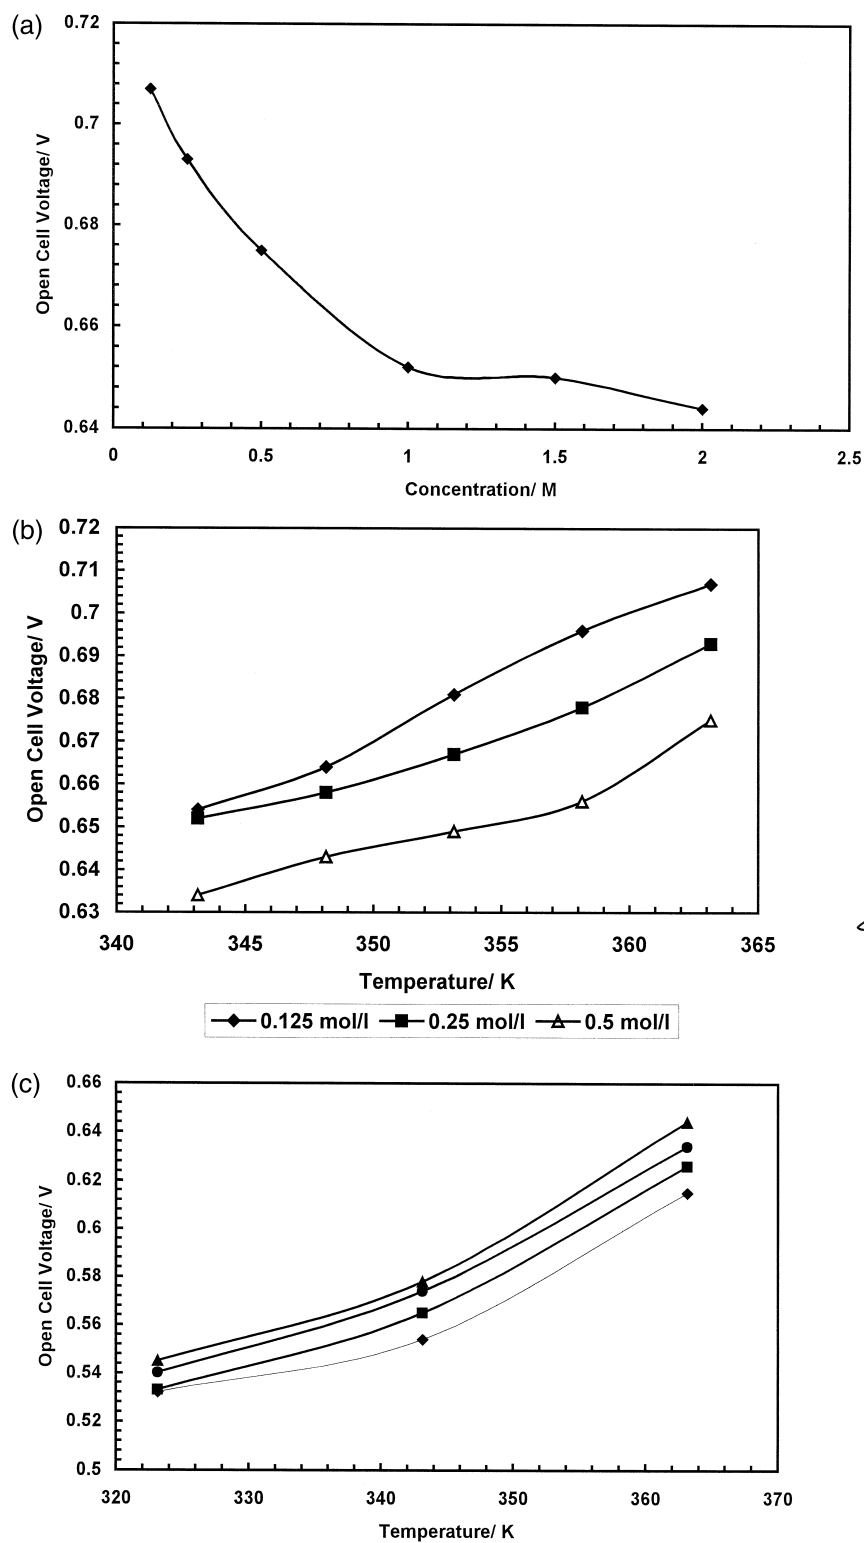 (a)
0.72
0.7
0.68
0.66
0.64
Open Cell Voltage/ V
0 0.5 1 1.5 2 2.5
Concentration/ M
(b)
0.72
0.71
0.7
0.69
0.68
0.67
0.66
0.65
0.64
0.63
Open Cell Voltage/ V
340 345 350 355 360 365
Temperature/ K
0.125 mol/l 0.25 mol/l 0.5 mol/l
(c)
0.66
0.64
0.62
0.6
0.58
0.56
0.54
0.52
0.5
Open Cell Voltage/ V
320 330 340 350 360 370
Temperature/ K